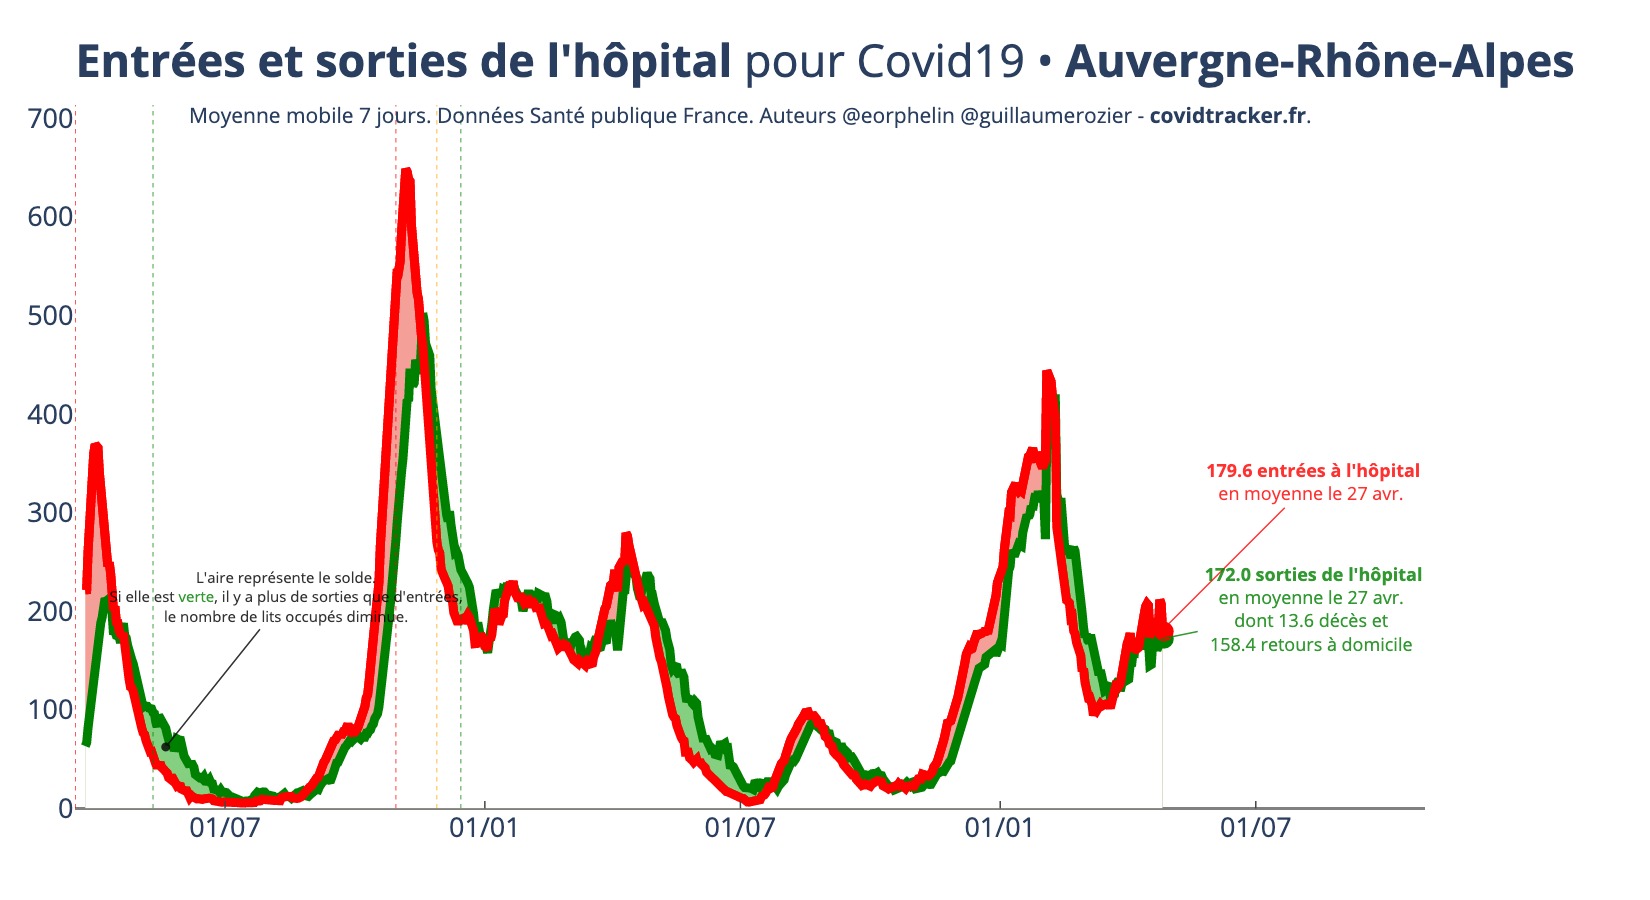 Entrées et sorties de l'hôpital pour Covid19 • Auvergne-Rhône-Alpes
Moyenne mobile 7 jours. Données Santé publique France. Auteurs @eorphelin @guillaumerozier - covidtracker.fr.
700
600
500
400
300
200
100
0
L'aire représente le solde.
Si elle est verte, il y a plus de sorties que d'entrées,
le nombre de lits occupés diminue.
179.6 entrées à l'hôpital
en moyenne le 27 avr.
172.0 sorties de l'hôpital
en moyenne le 27 avr.
dont 13.6 décès et
158.4 retours à domicile
01/07
01/01
01/07
01/01
01/07